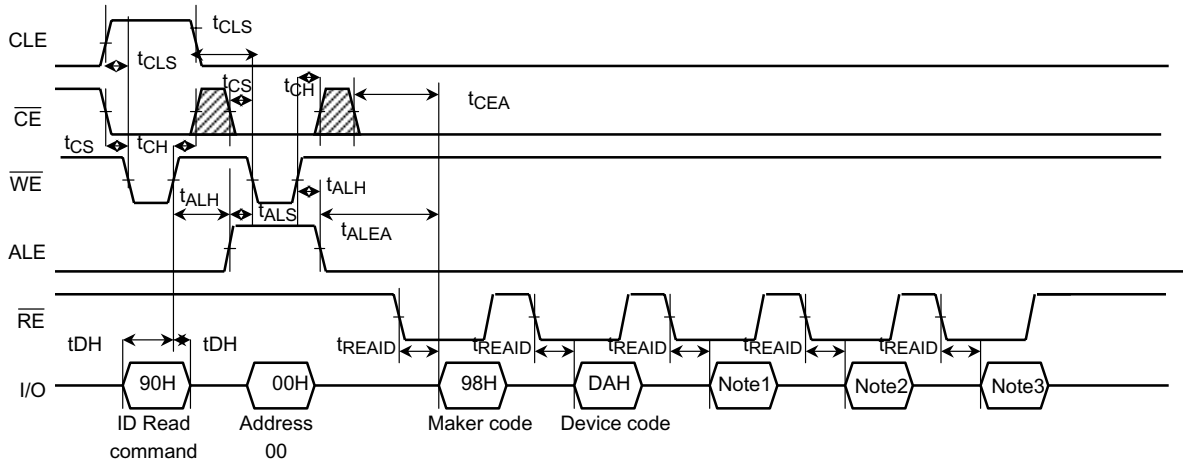 tCLS
CLE
tCLS
tCS
tCH
tCEA
CE
tCS
tCH
WE
tALH
tALH
tALS
tALEA
ALE
RE
tDH
tDH
tREAID
tREAID
tREAID
tREAID
tREAID
I/O
90H
00H
98H
DAH
Note1
Note2
Note3
ID Read
command
Address
00
Maker code
Device code